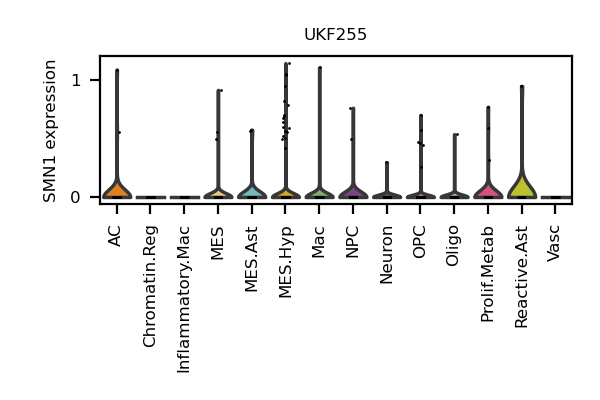 UKF255
SMN1 expression
1
0
AC
Chromatin.Reg
Inflammatory.Mac
MES
MES.Ast
MES.Hyp
Mac
NPC
Neuron
OPC
Oligo
Prolif.Metab
Reactive.Ast
Vasc